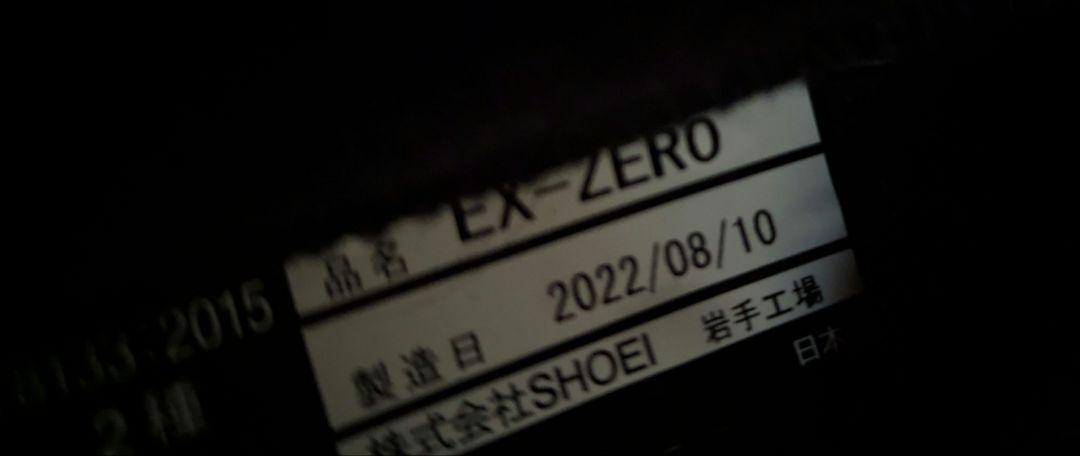 品名 EX-ZERO
製造日 2022/08/10
株式会社SHOEI 岩手工場
8133:2015
2種
日本